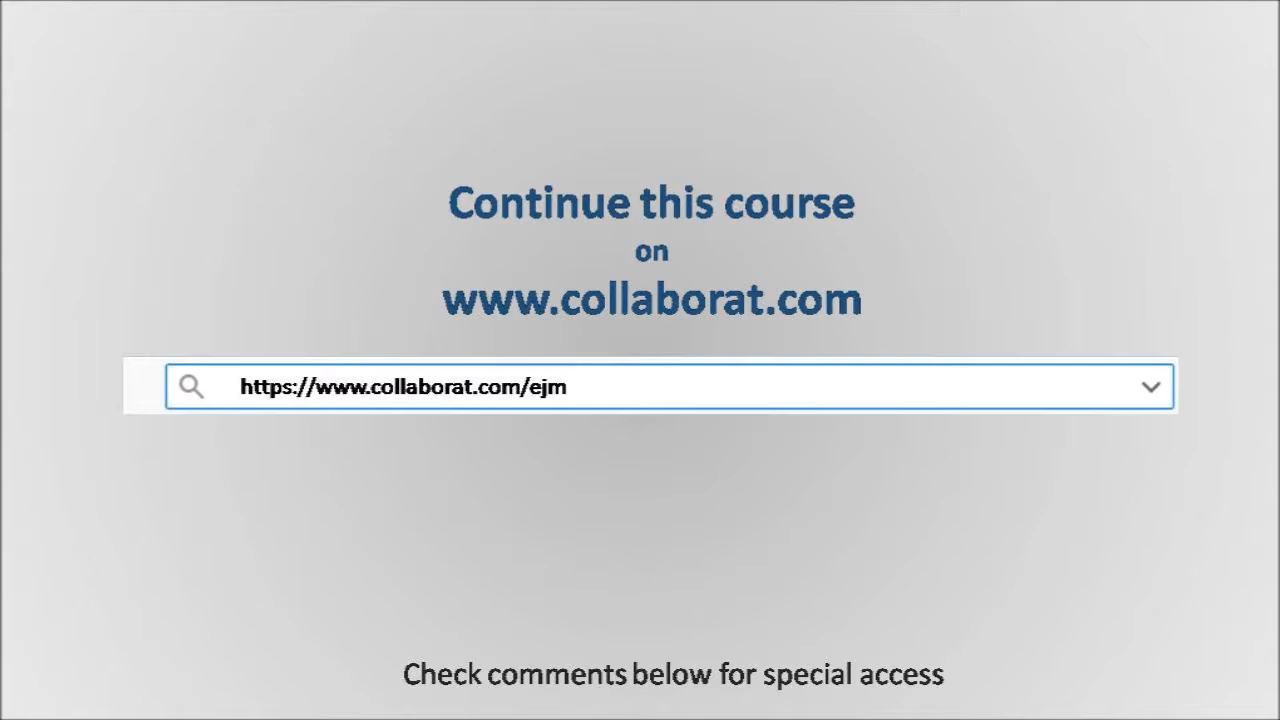 Continue this course
on
www.collaborat.com
https://www.collaborat.com/ejm
Check comments below for special access